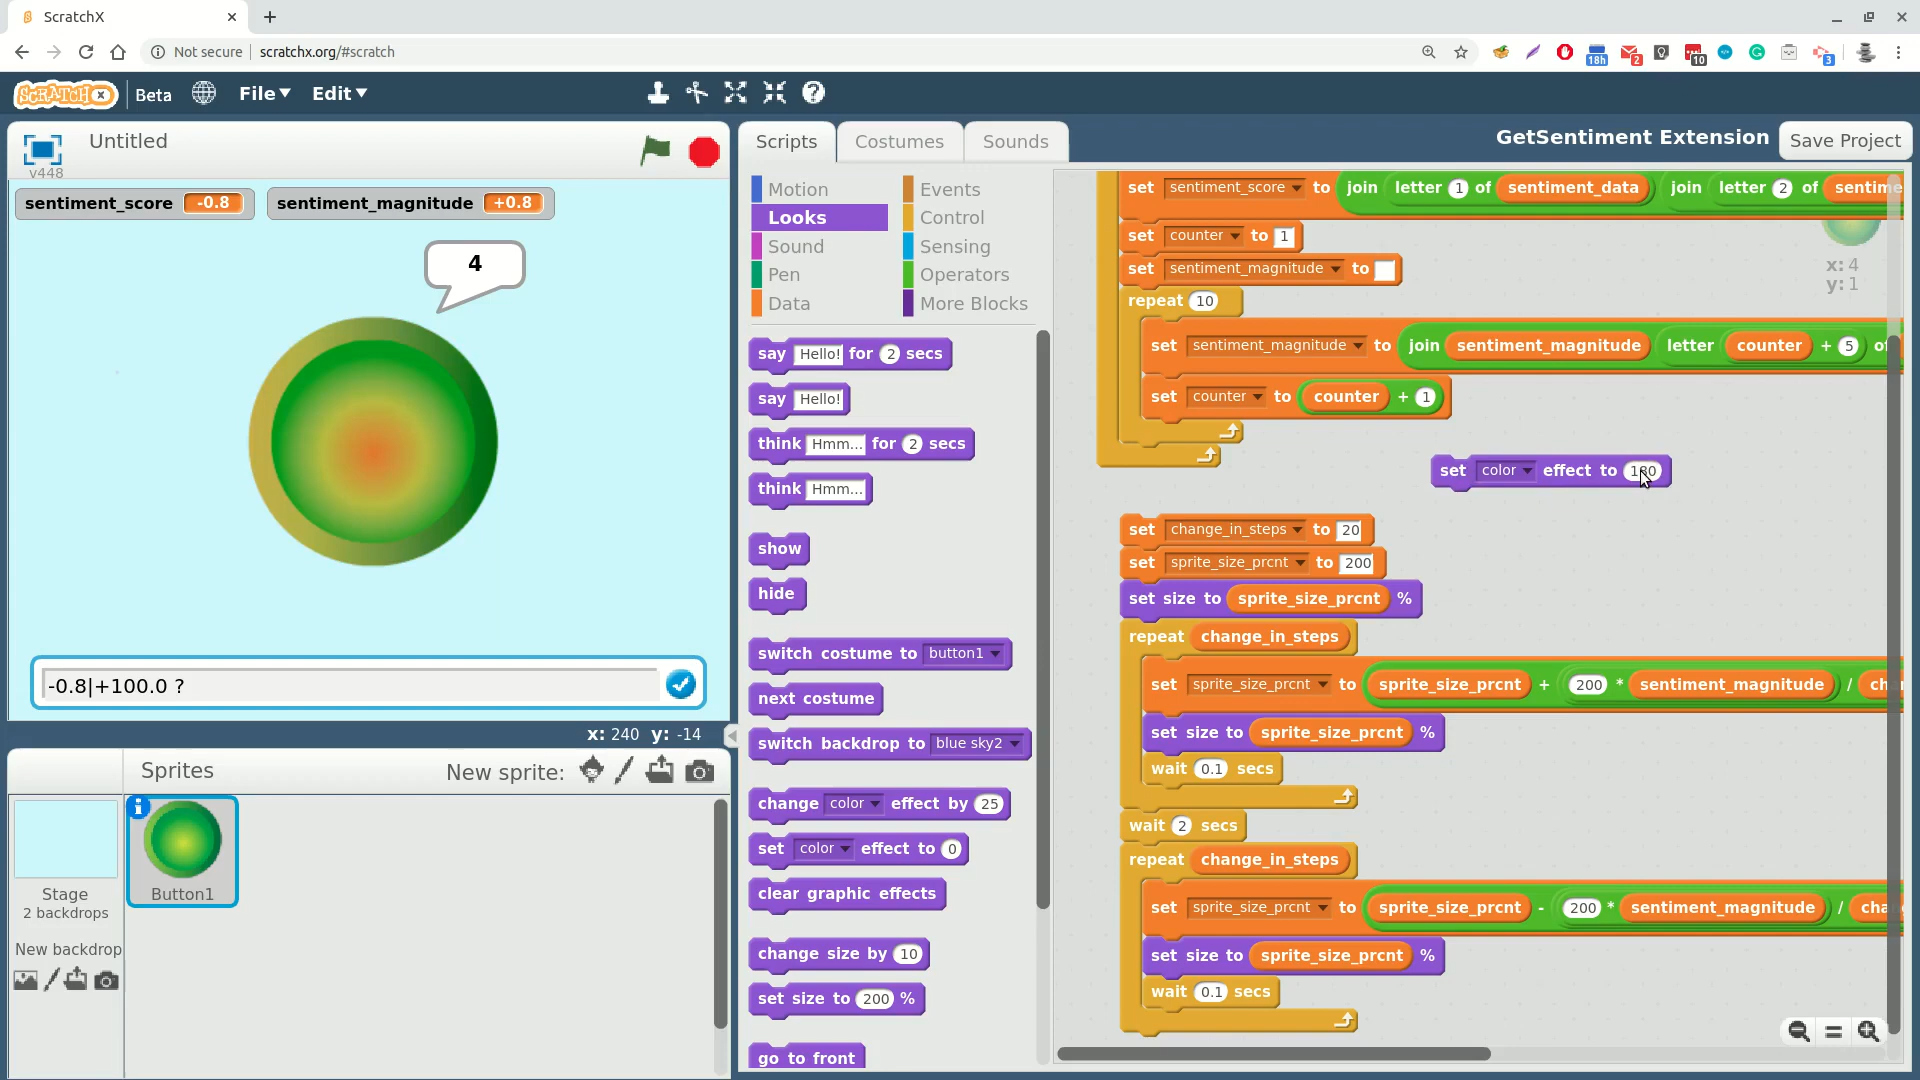 ScratchX
Not secure | scratchx.org/#scratch
18h 2 10 3
SCRATCHX Beta File Edit
Untitled
v448
Scripts Costumes Sounds
GetSentiment Extension
Save Project
sentiment_score -0.8 sentiment_magnitude +0.8
4
-0.8|+100.0 ?
x: 240 y: -14
Sprites New sprite:
Stage
2 backdrops
New backdrop
Button1
Motion Events
Looks Control
Sound Sensing
Pen Operators
Data More Blocks
say Hello! for 2 secs
say Hello!
think Hmm... for 2 secs
think Hmm...
show
hide
switch costume to button1
next costume
switch backdrop to blue sky2
change color effect by 25
set color effect to 0
clear graphic effects
change size by 10
set size to 200 %
go to front
set sentiment_score to join letter 1 of sentiment_data join letter 2 of sentime
set counter to 1
set sentiment_magnitude to
repeat 10
set sentiment_magnitude to join sentiment_magnitude letter counter + 5 of
set counter to counter + 1
x: 4
y: 1
set color effect to
set change_in_steps to 20
set sprite_size_prcnt to 200
set size to sprite_size_prcnt %
repeat change_in_steps
set sprite_size_prcnt to sprite_size_prcnt + 200 * sentiment_magnitude / cha
set size to sprite_size_prcnt %
wait 0.1 secs
wait 2 secs
repeat change_in_steps
set sprite_size_prcnt to sprite_size_prcnt - 200 * sentiment_magnitude / chan
set size to sprite_size_prcnt %
wait 0.1 secs